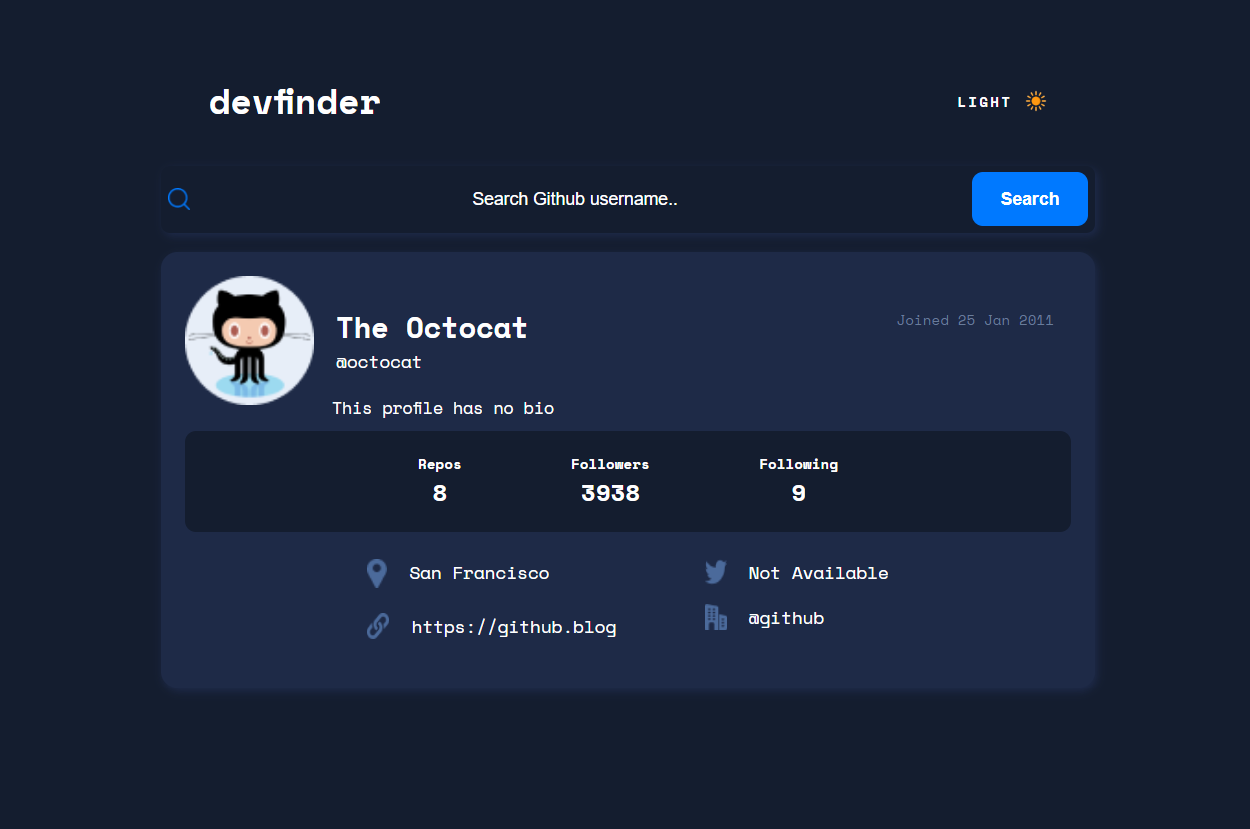 devfinder
LIGHT
Search Github username..
Search
The Octocat
Joined 25 Jan 2011
@octocat
This profile has no bio
Repos Followers Following
8 3938 9
San Francisco
Not Available
https://github.blog
@github